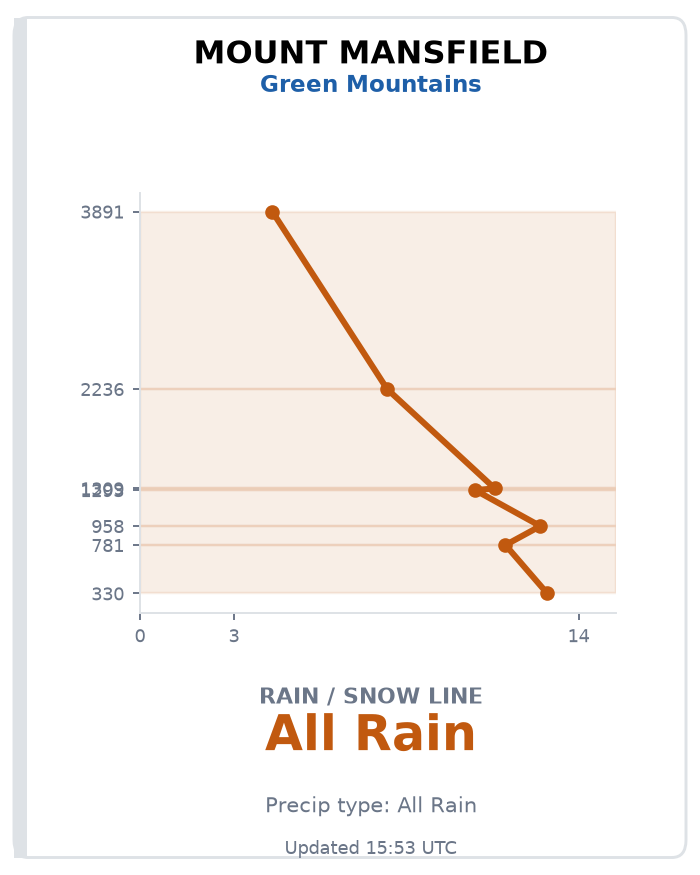 MOUNT MANSFIELD
Green Mountains
3891
2236
958
781
330
0 3 14
RAIN / SNOW LINE
All Rain
Precip type: All Rain
Updated 15:53 UTC